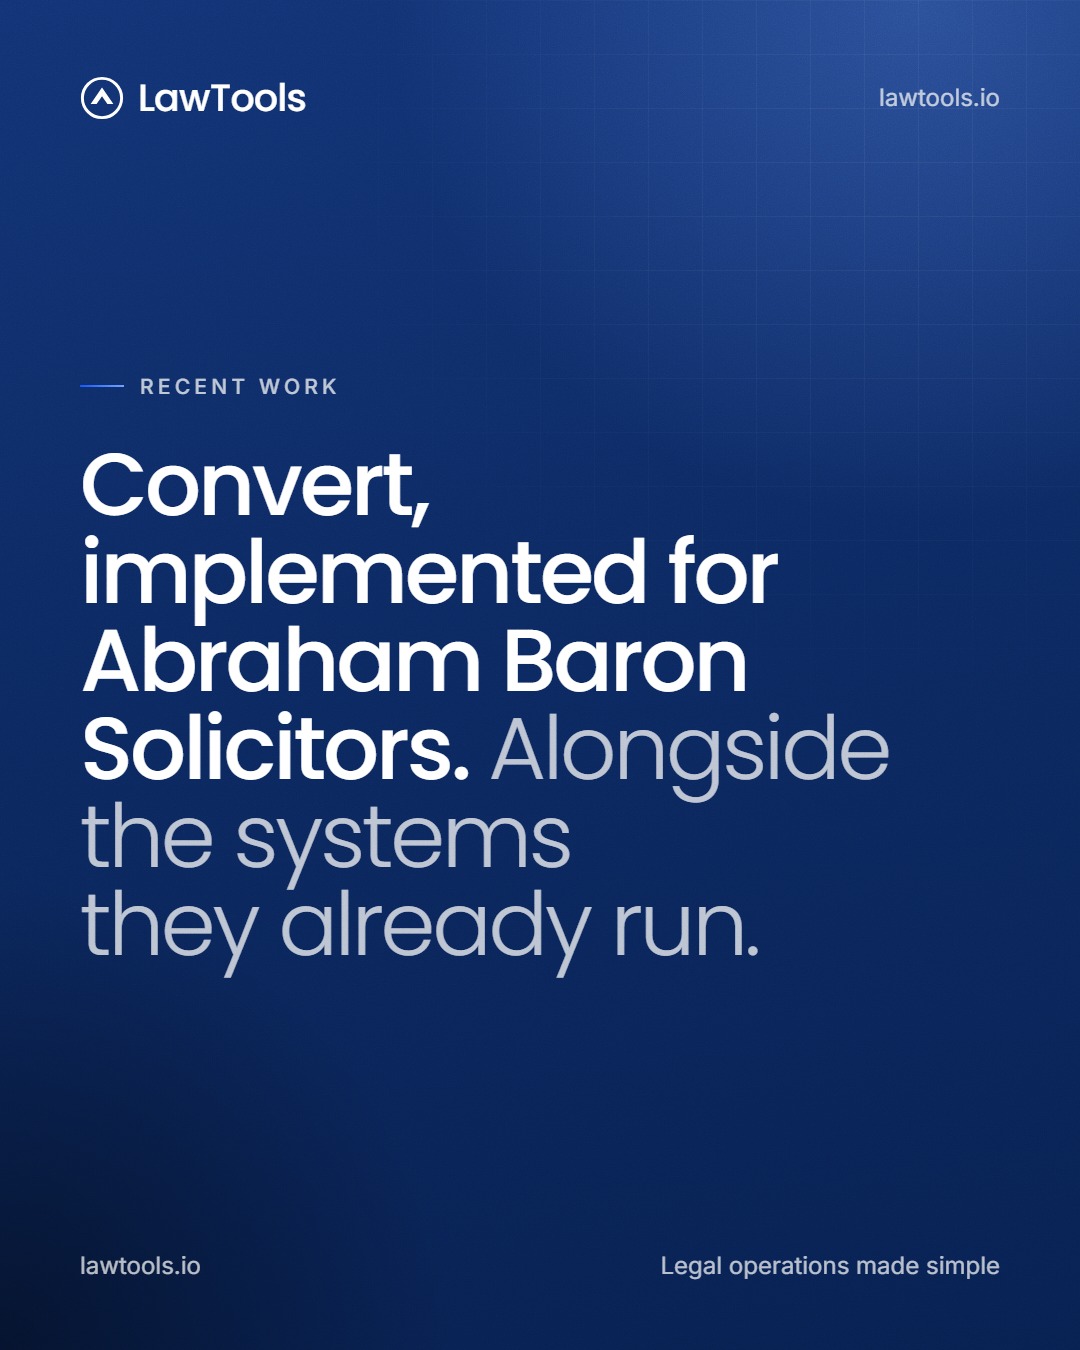 LawTools
lawtools.io
RECENT WORK
Convert,
implemented for
Abraham Baron
Solicitors. Alongside
the systems
they already run.
lawtools.io
Legal operations made simple